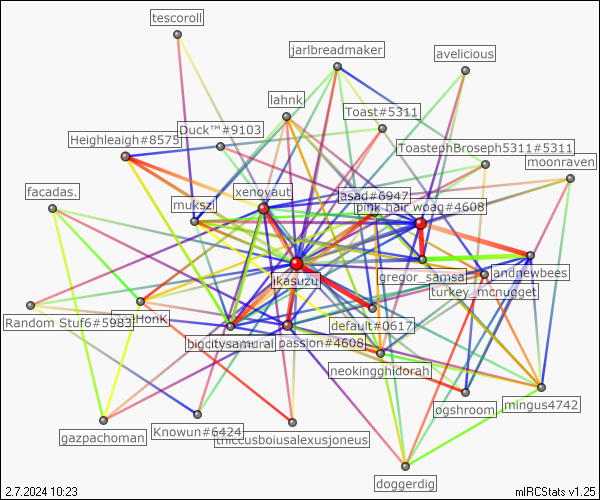 tescoroll
jarlbreadmaker
avelicious
lahnk
Toast#5311
Duck™#9103
Heighleaigh#8575
ToastephBroseph5311#5311
moonraven
facadas.
xenoyaut
asad#6947
mukszi
pink_hair_woag#4608
ikasuzu
gregor_samsa
andnewbees
turkey_mcnugget
Random Stuf6#5983
HonK
default#0617
bigcitysamurai
passion#4608
neokingghidorah
ogshroom
mingus4742
gazpachoman
Knowun#6424
thiccusboiusalexusjoneus
doggerdig
2.7.2024 10:23
mIRCStats v1.25